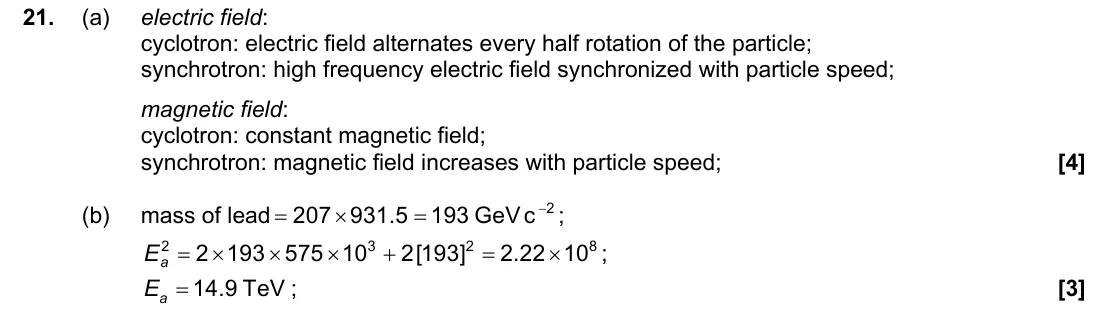 21. (a) electric field:
cyclotron: electric field alternates every half rotation of the particle;
synchrotron: high frequency electric field synchronized with particle speed;
magnetic field:
cyclotron: constant magnetic field;
synchrotron: magnetic field increases with particle speed; [4]
(b) mass of lead = 207 × 931.5 = 193 GeV c⁻²;
Eₐ² = 2 × 193 × 575 × 10³ + 2[193]² = 2.22 × 10⁸;
Eₐ = 14.9 TeV; [3]